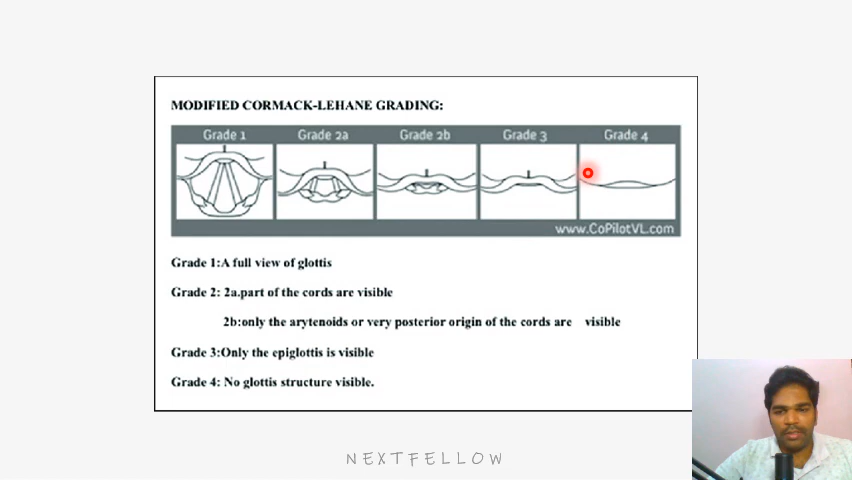 MODIFIED CORMACK-LEHANE GRADING:
Grade 1 Grade 2a Grade 2b Grade 3 Grade 4
www.CoPilotVL.com
Grade 1:A full view of glottis
Grade 2: 2a.part of the cords are visible
2b:only the arytenoids or very posterior origin of the cords are visible
Grade 3:Only the epiglottis is visible
Grade 4: No glottis structure visible.
NEXTFELLOW